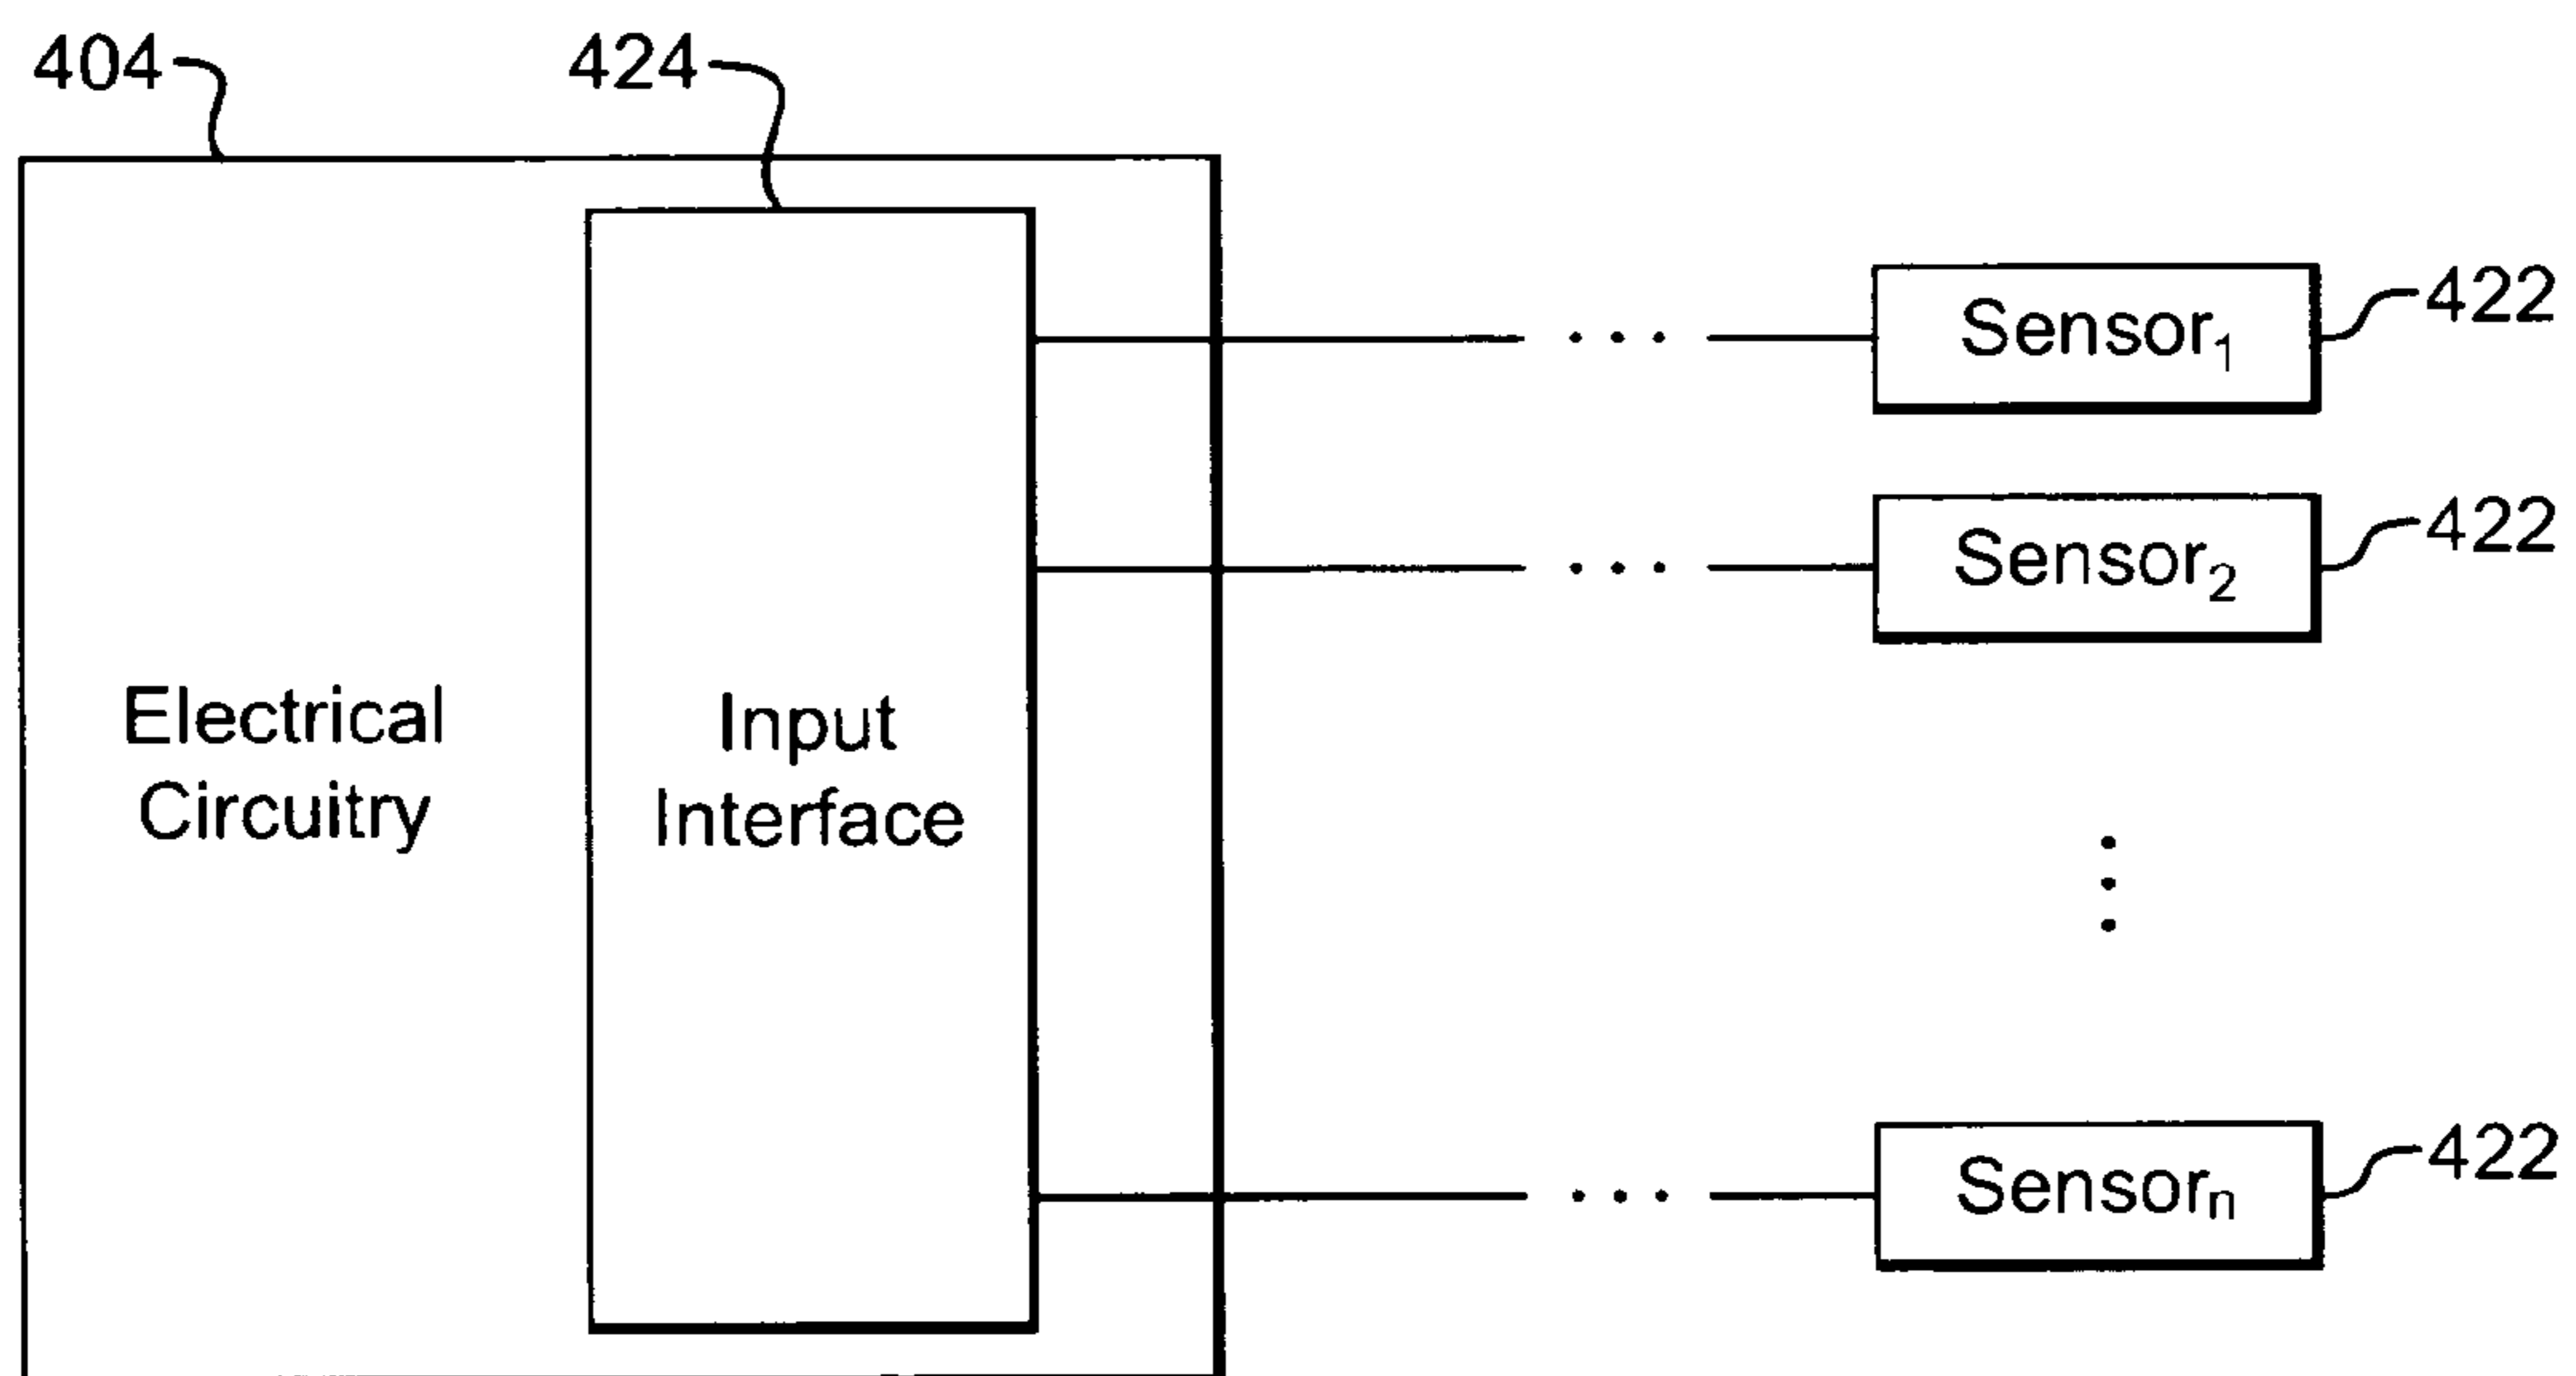 404
424
Sensor₁
422
Sensor₂
422
Electrical
Circuitry
Input
Interface
Sensorₙ
422